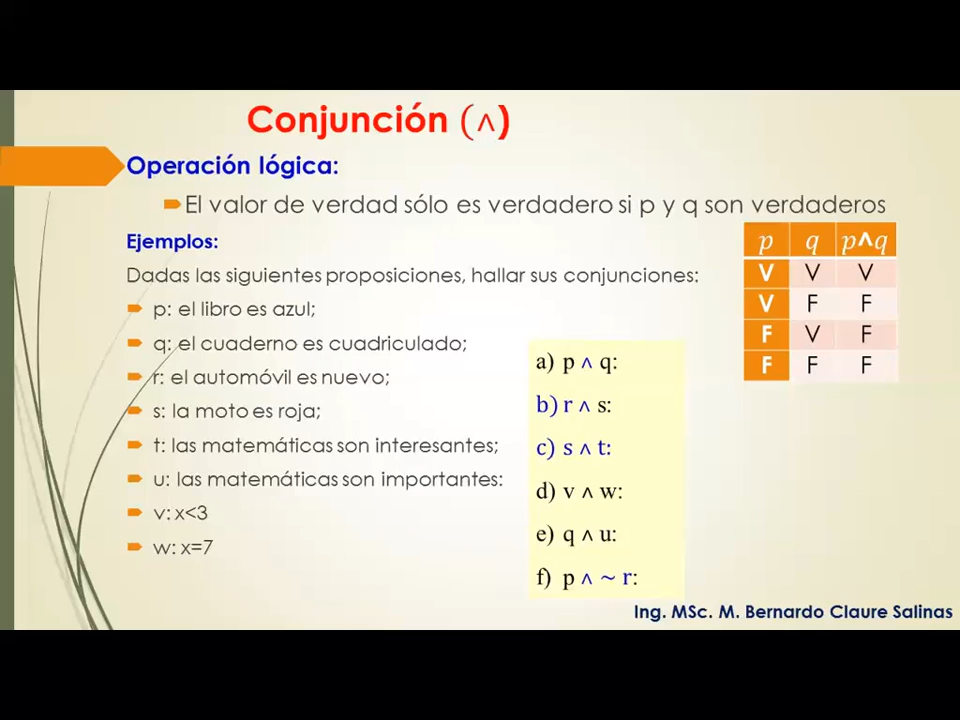 Conjunción (∧)
Operación lógica:
El valor de verdad sólo es verdadero si p y q son verdaderos
Ejemplos:
Dadas las siguientes proposiciones, hallar sus conjunciones:
p: el libro es azul;
q: el cuaderno es cuadriculado;
r: el automóvil es nuevo;
s: la moto es roja;
t: las matemáticas son interesantes;
u: las matemáticas son importantes:
v: x<3
w: x=7
a) p ∧ q:
b) r ∧ s:
c) s ∧ t:
d) v ∧ w:
e) q ∧ u:
f) p ∧ ~ r:
p q p∧q
V V V
V F F
F V F
F F F
Ing. MSc. M. Bernardo Claure Salinas